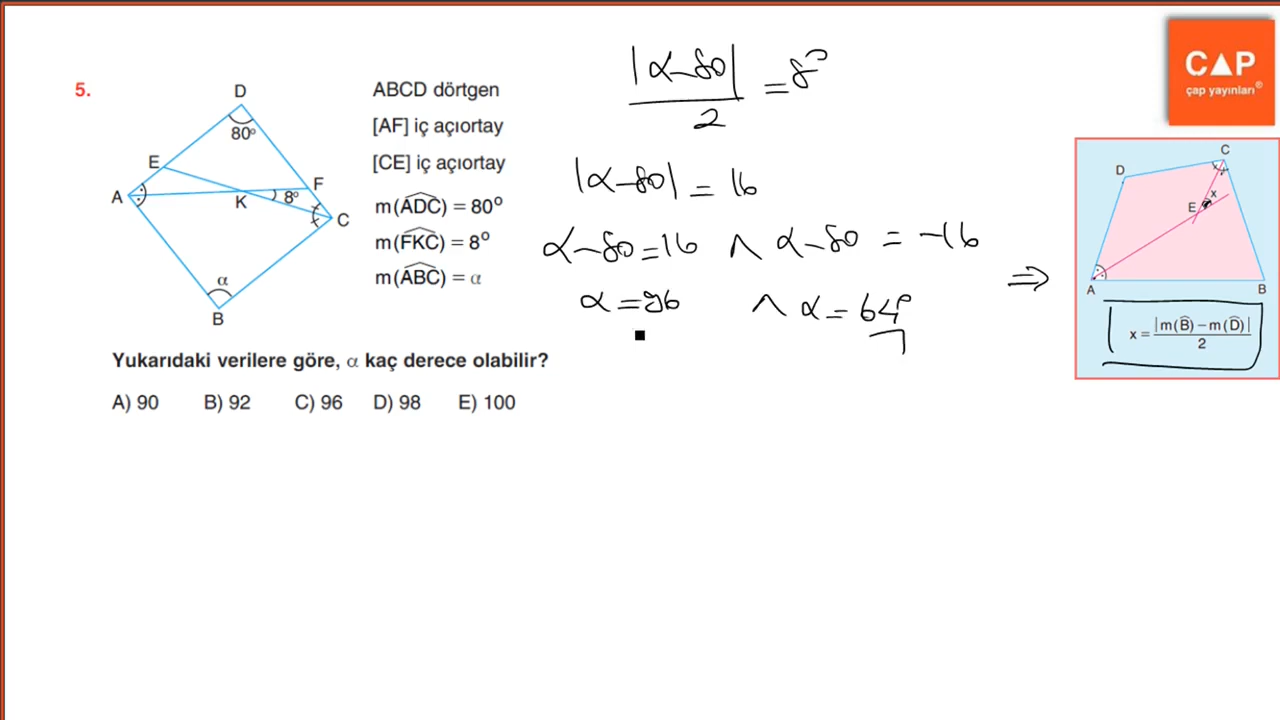 5.
D
80°
E
A
F
K
8°
C
α
B
ABCD dörtgen
[AF] iç açıortay
[CE] iç açıortay
m(ADC) = 80°
m(FKC) = 8°
m(ABC) = α
Yukarıdaki verilere göre, α kaç derece olabilir?
A) 90 B) 92 C) 96 D) 98 E) 100
|α-80|
2
= 8°
|α-80| = 16
α-80=16 ∧ α-80 = -16
α=96 ∧ α=64°
⇒
CAP
çap yayınları®
C
D
x
E
A
B
x = |m(B) − m(D)|
2